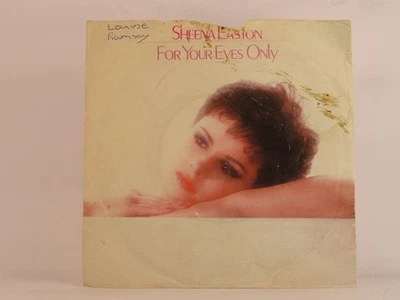 Louise
Ramsay
SHEENA EASTON
FOR YOUR EYES ONLY